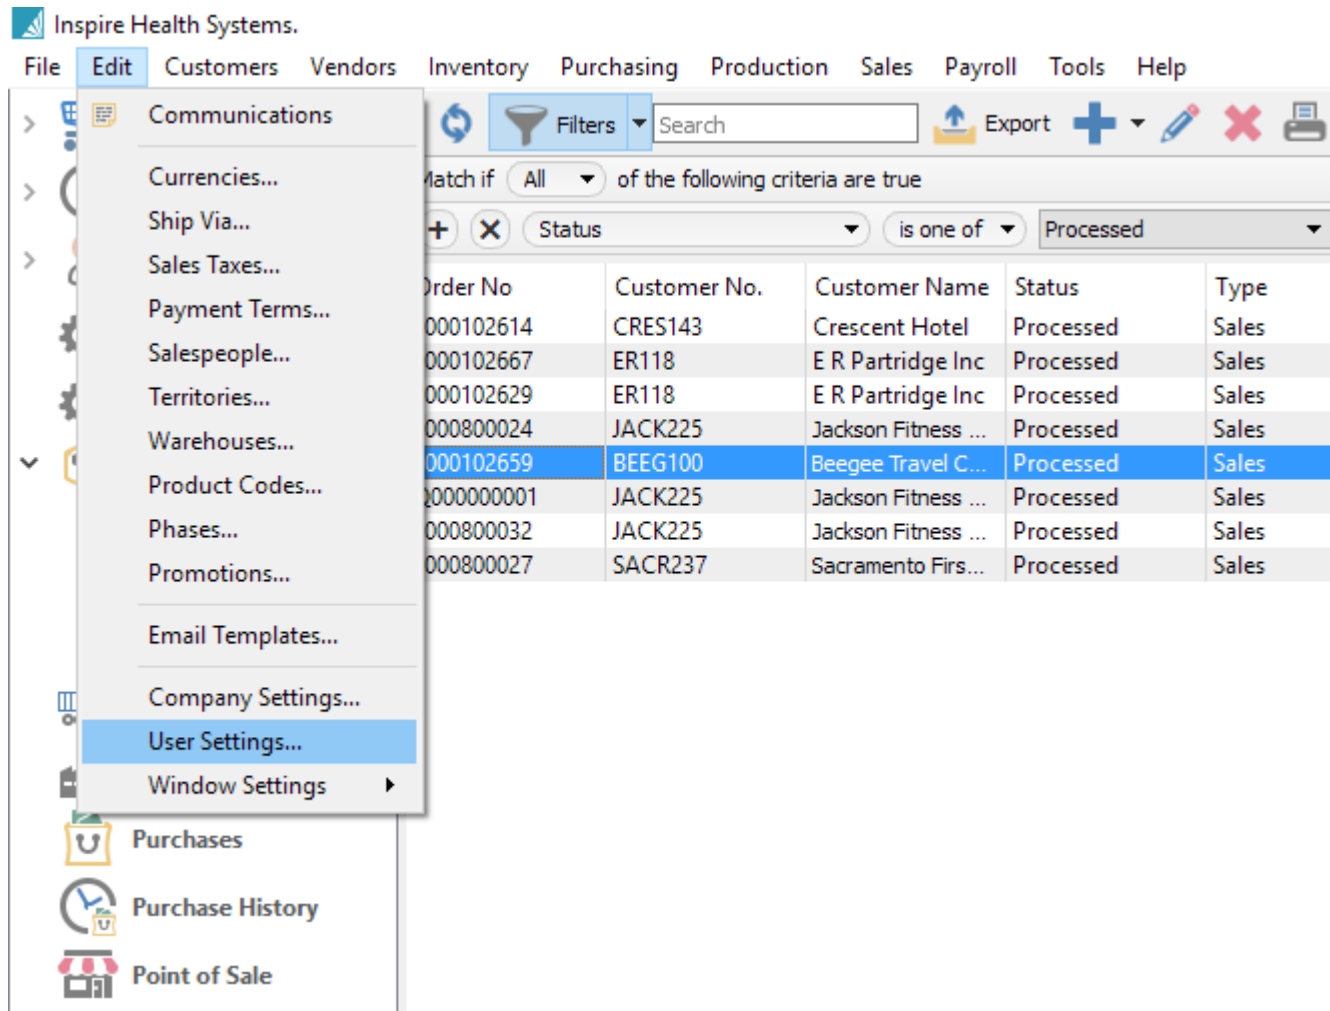 Inspire Health Systems.
File Edit Customers Vendors Inventory Purchasing Production Sales Payroll Tools Help
Communications
Currencies...
Ship Via...
Sales Taxes...
Payment Terms...
Salespeople...
Territories...
Warehouses...
Product Codes...
Phases...
Promotions...
Email Templates...
Company Settings...
User Settings...
Window Settings
Purchases
Purchase History
Point of Sale
Filters Search Export
Match if All of the following criteria are true
Status is one of Processed
Order No Customer No. Customer Name Status Type
000102614 CRES143 Crescent Hotel Processed Sales
000102667 ER118 E R Partridge Inc Processed Sales
000102629 ER118 E R Partridge Inc Processed Sales
000800024 JACK225 Jackson Fitness ... Processed Sales
000102659 BEEG100 Beegee Travel C... Processed Sales
Q000000001 JACK225 Jackson Fitness ... Processed Sales
000800032 JACK225 Jackson Fitness ... Processed Sales
000800027 SACR237 Sacramento Firs... Processed Sales